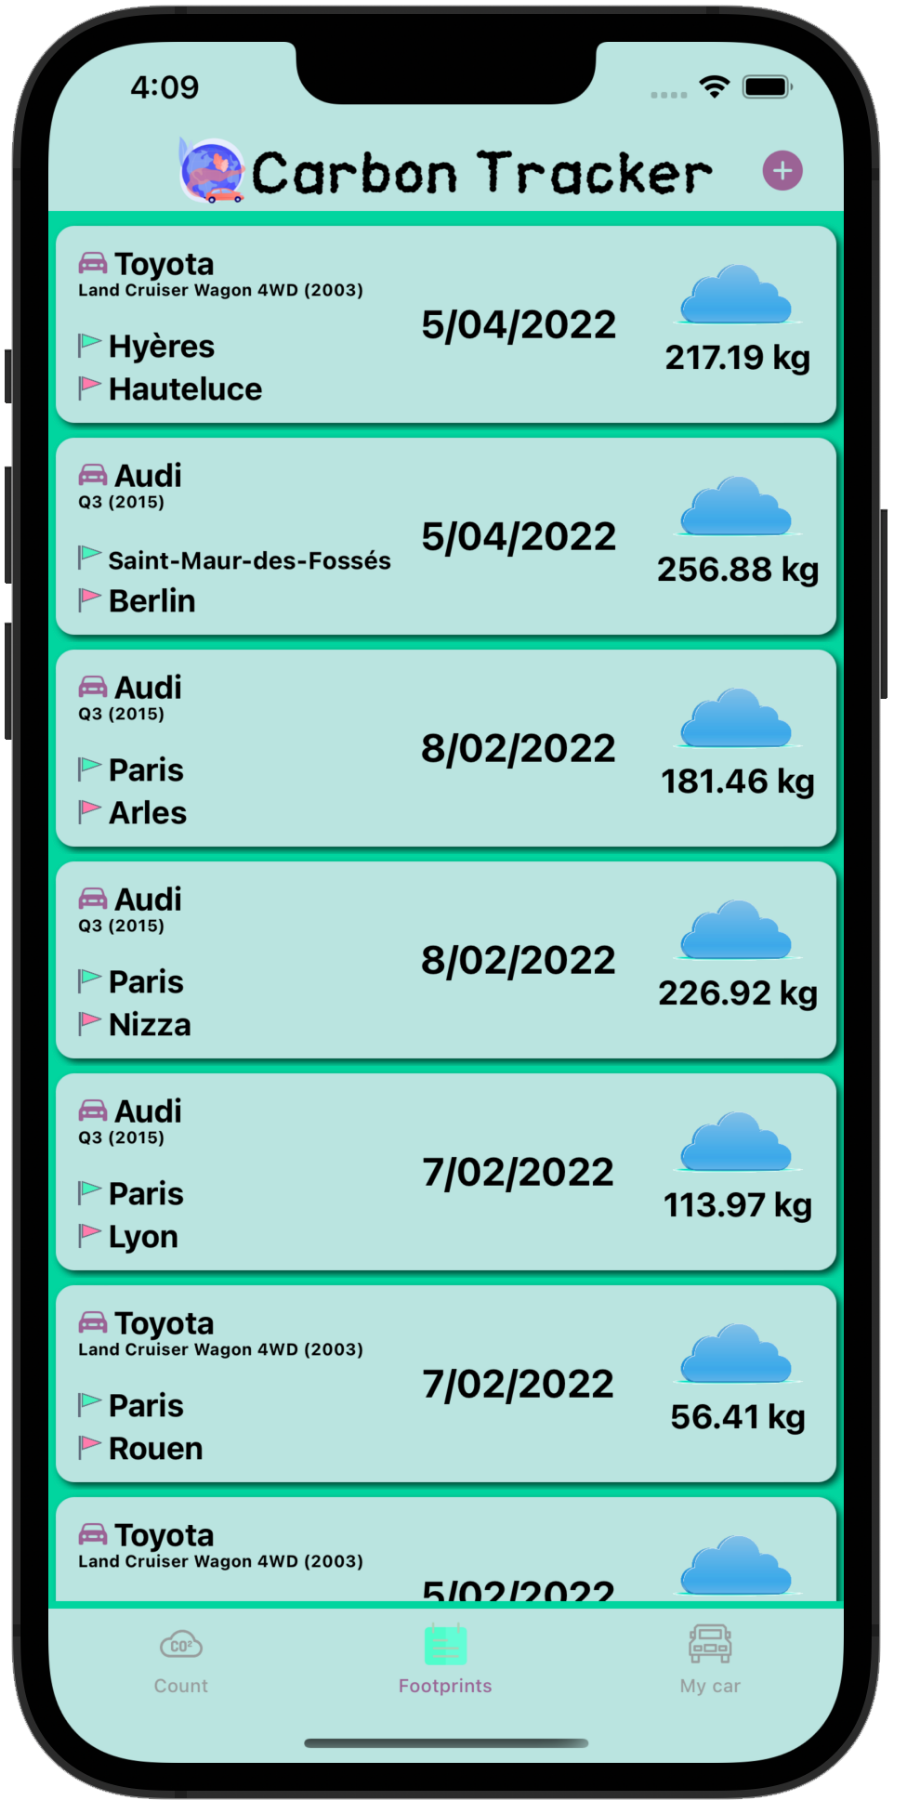 4:09
Carbon Tracker
Toyota
Land Cruiser Wagon 4WD (2003)
Hyères
Hauteluce
5/04/2022
217.19 kg
Audi
Q3 (2015)
Saint-Maur-des-Fossés
Berlin
5/04/2022
256.88 kg
Audi
Q3 (2015)
Paris
Arles
8/02/2022
181.46 kg
Audi
Q3 (2015)
Paris
Nizza
8/02/2022
226.92 kg
Audi
Q3 (2015)
Paris
Lyon
7/02/2022
113.97 kg
Toyota
Land Cruiser Wagon 4WD (2003)
Paris
Rouen
7/02/2022
56.41 kg
Toyota
Land Cruiser Wagon 4WD (2003)
5/02/2022
CO²
Count
Footprints
My car